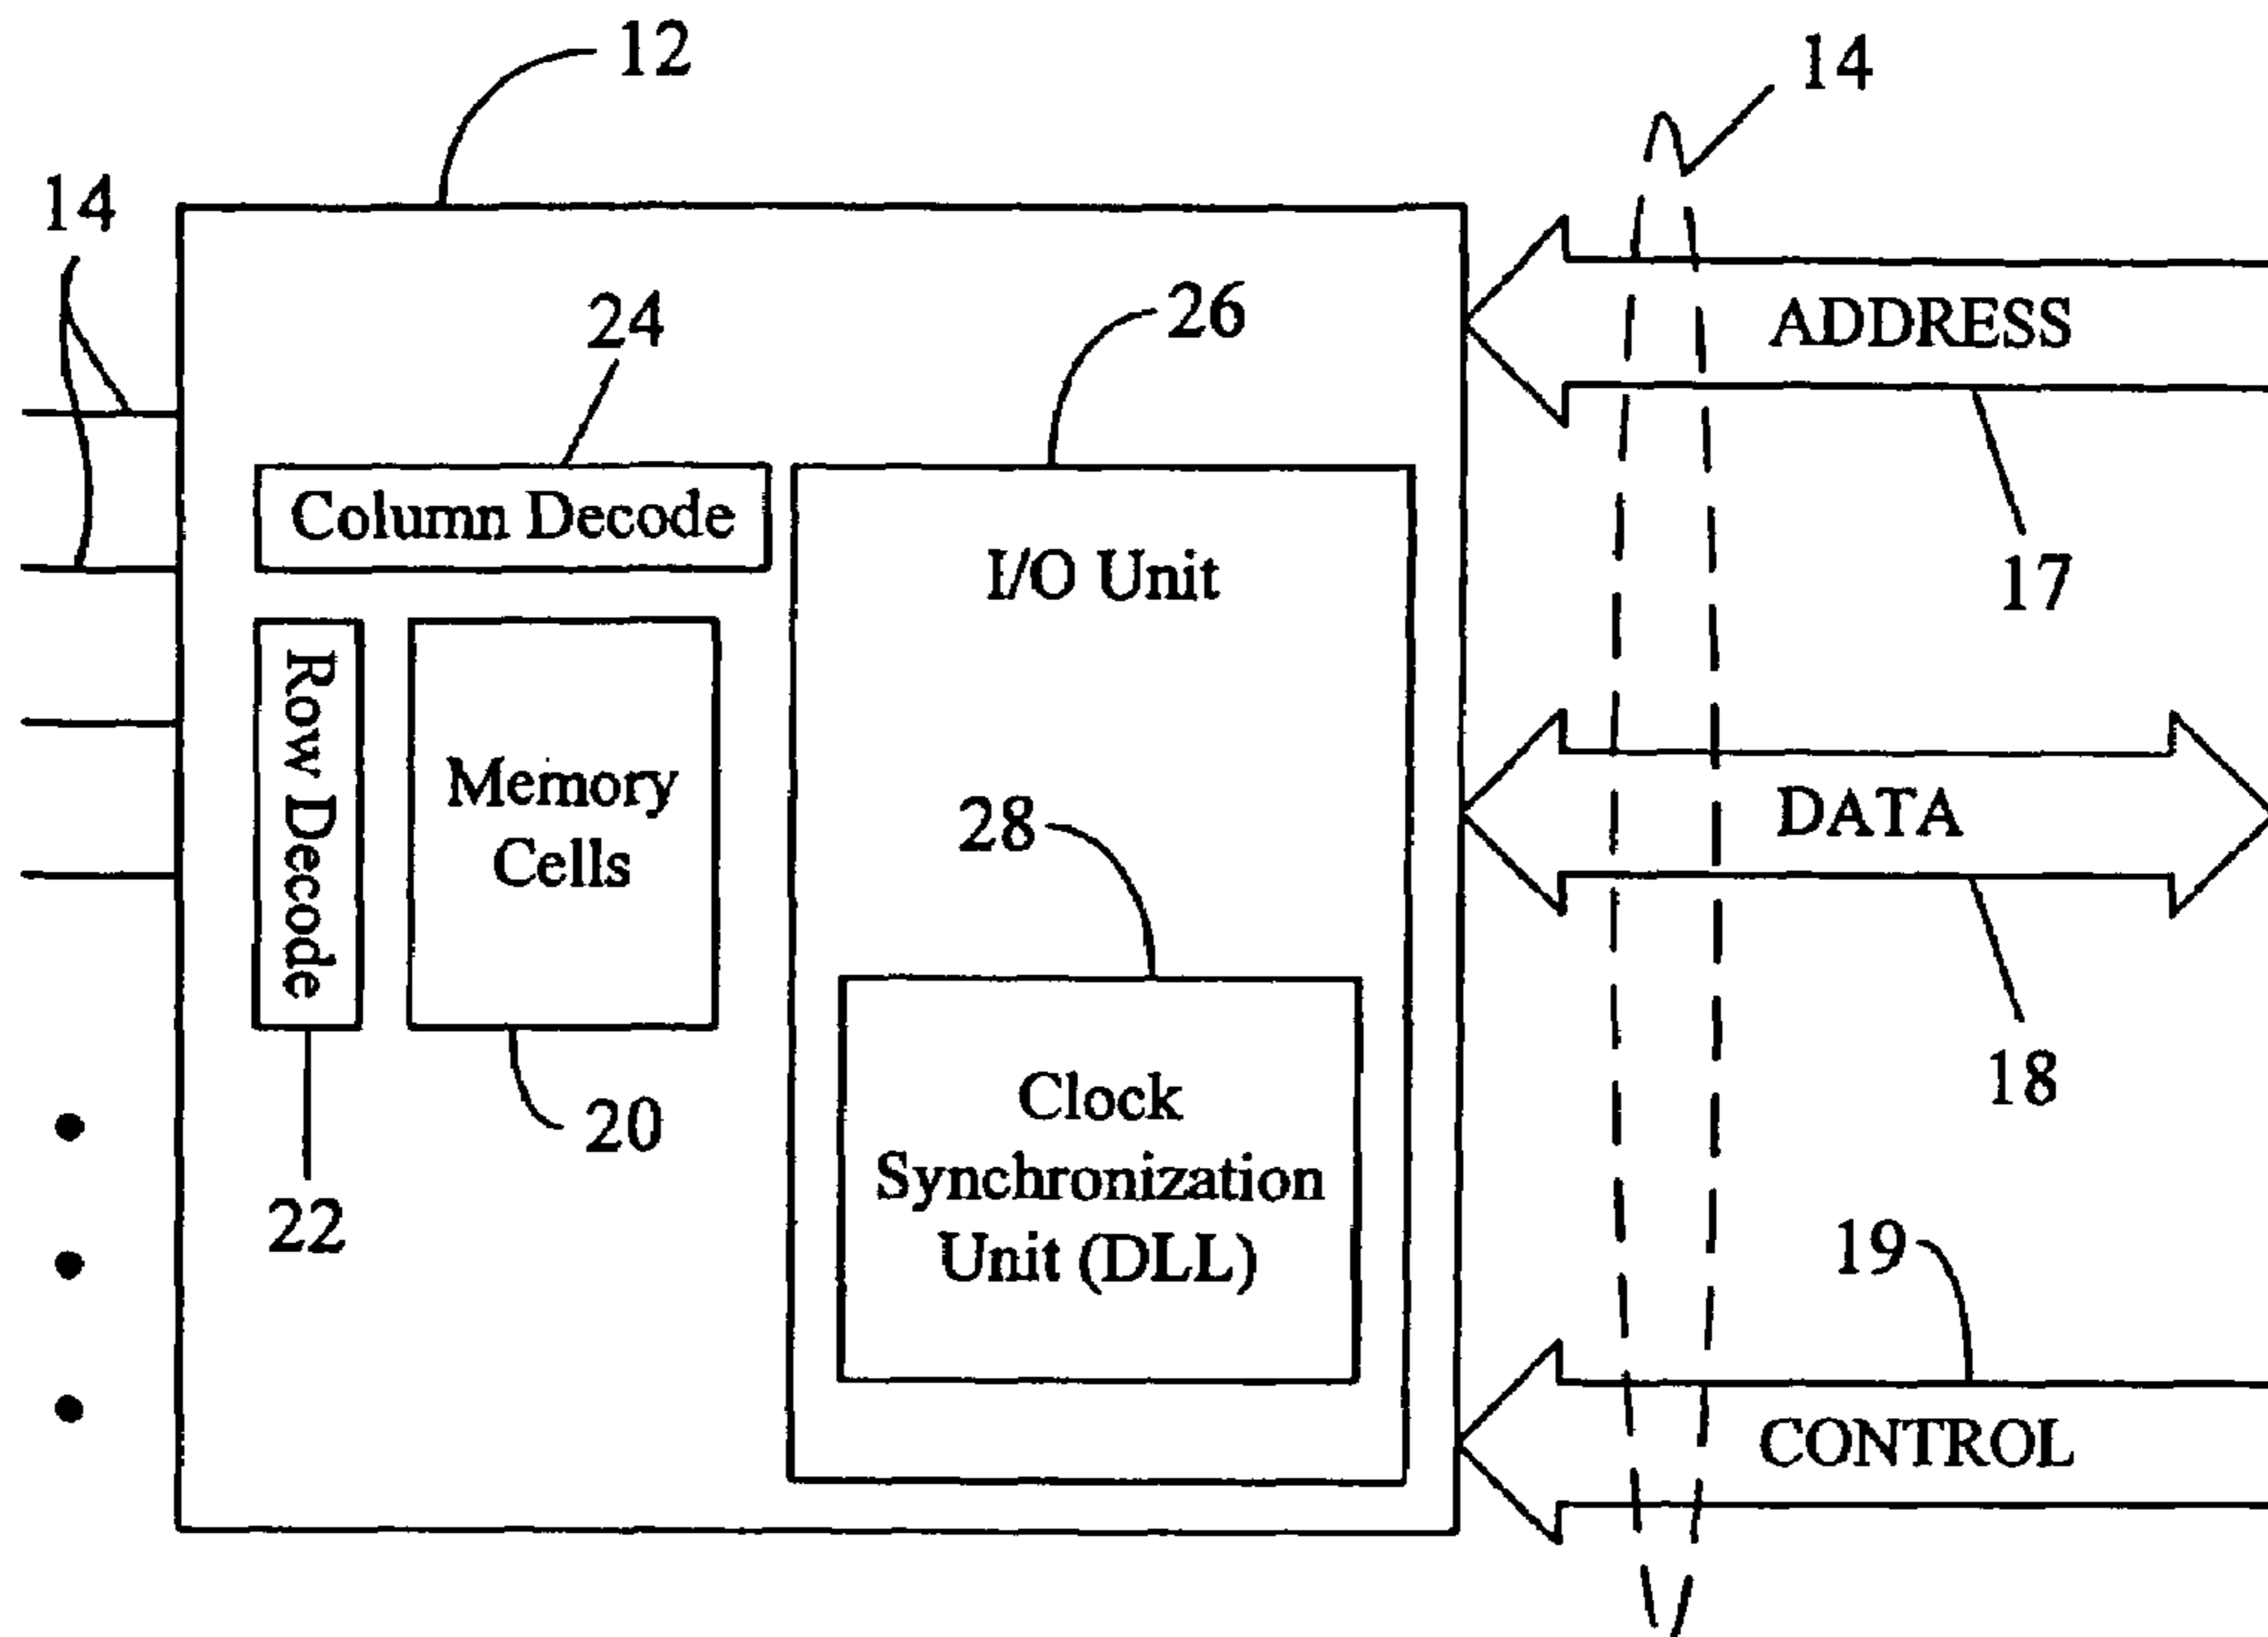 12
14
14
24
26
ADDRESS
Column Decode
I/O Unit
17
Row Decode
Memory
Cells
28
DATA
18
Clock
Synchronization
Unit (DLL)
20
22
19
CONTROL